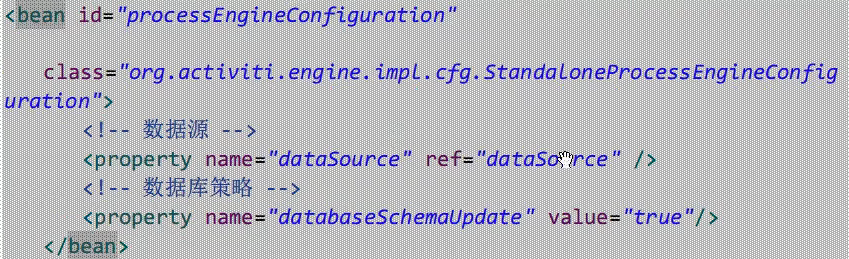 <bean id="processEngineConfiguration"
class="org.activiti.engine.impl.cfg.StandaloneProcessEngineConfig
uration">
<!-- 数据源 -->
<property name="dataSource" ref="dataSource" />
<!-- 数据库策略 -->
<property name="databaseSchemaUpdate" value="true"/>
</bean>